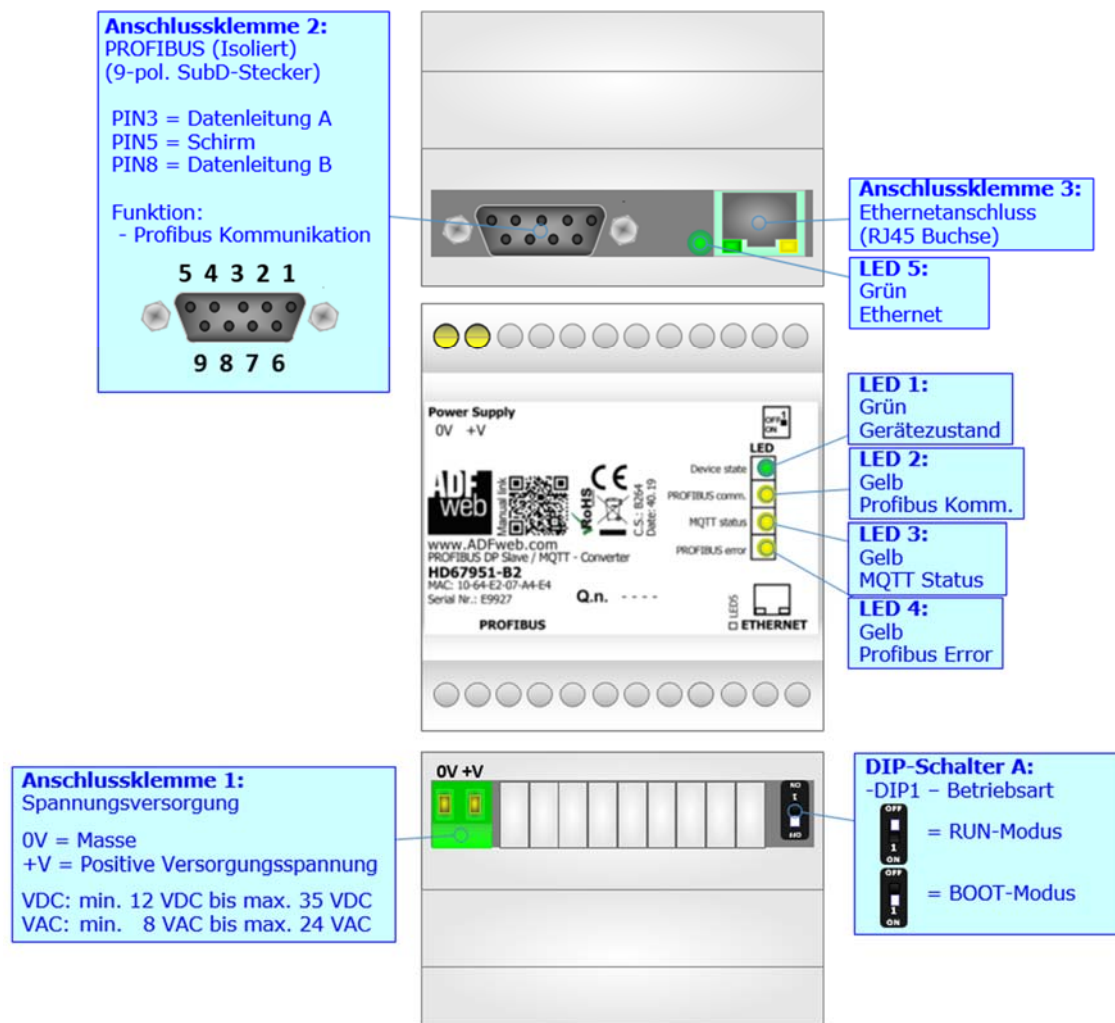 Anschlussklemme 2:
PROFIBUS (Isoliert)
(9-pol. SubD-Stecker)
PIN3 = Datenleitung A
PIN5 = Schirm
PIN8 = Datenleitung B
Funktion:
- Profibus Kommunikation
5 4 3 2 1
9 8 7 6
Anschlussklemme 3:
Ethernetanschluss
(RJ45 Buchse)
LED 5:
Grün
Ethernet
Power Supply
0V +V
OFF 1
ON
LED
Device state
PROFIBUS comm.
MQTT status
PROFIBUS error
ADF
web
Manual link
RoHS
CE
C.S.: B264
Date: 40.19
www.ADFweb.com
PROFIBUS DP Slave / MQTT - Converter
HD67951-B2
MAC: 10-64-E2-07-A4-E4
Serial Nr.: E9927
Q.n. - - - -
PROFIBUS
LED5
ETHERNET
LED 1:
Grün
Gerätezustand
LED 2:
Gelb
Profibus Komm.
LED 3:
Gelb
MQTT Status
LED 4:
Gelb
Profibus Error
Anschlussklemme 1:
Spannungsversorgung
0V = Masse
+V = Positive Versorgungsspannung
VDC: min. 12 VDC bis max. 35 VDC
VAC: min. 8 VAC bis max. 24 VAC
0V +V
ON
1
OFF
DIP-Schalter A:
-DIP1 – Betriebsart
OFF
1
ON
= RUN-Modus
OFF
1
ON
= BOOT-Modus